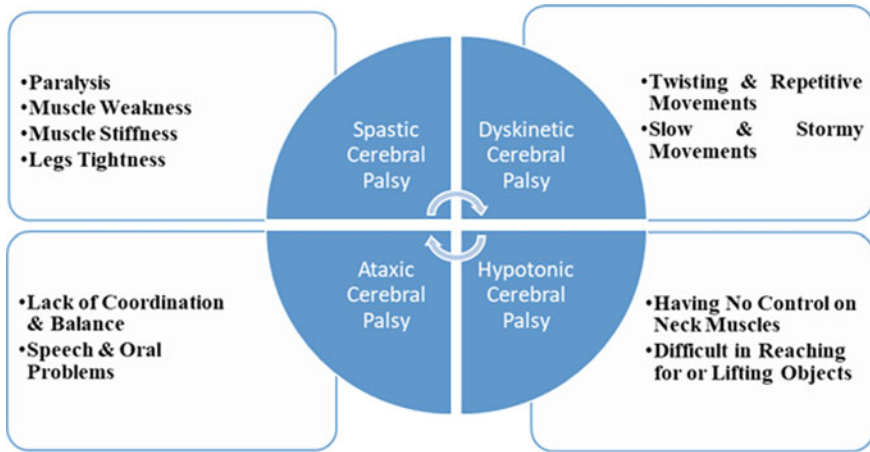 •Paralysis
•Muscle Weakness
•Muscle Stiffness
•Legs Tightness
Spastic
Cerebral
Palsy
Dyskinetic
Cerebral
Palsy
•Twisting & Repetitive
Movements
•Slow & Stormy
Movements
•Lack of Coordination
& Balance
•Speech & Oral
Problems
Ataxic
Cerebral
Palsy
Hypotonic
Cerebral
Palsy
•Having No Control on
Neck Muscles
•Difficult in Reaching
for or Lifting Objects